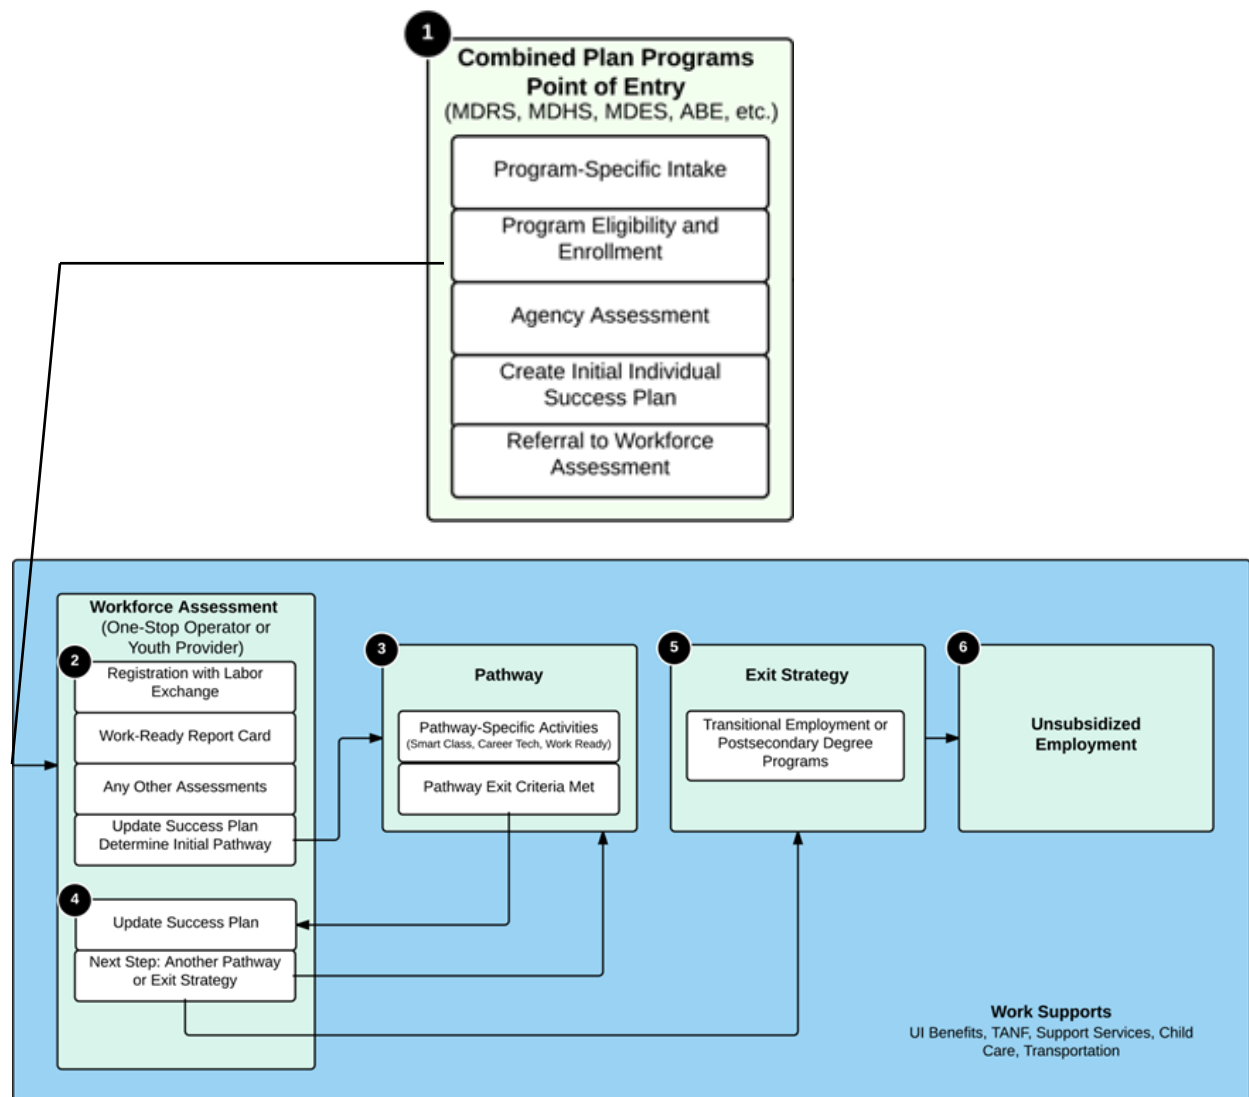 1
Combined Plan Programs
Point of Entry
(MDRS, MDHS, MDES, ABE, etc.)
Program-Specific Intake
Program Eligibility and
Enrollment
Agency Assessment
Create Initial Individual
Success Plan
Referral to Workforce
Assessment
Workforce Assessment
(One-Stop Operator or
Youth Provider)
2
Registration with Labor
Exchange
Work-Ready Report Card
Any Other Assessments
Update Success Plan
Determine Initial Pathway
3
Pathway
Pathway-Specific Activities
(Smart Class, Career Tech, Work Ready)
Pathway Exit Criteria Met
4
Update Success Plan
Next Step: Another Pathway
or Exit Strategy
5
Exit Strategy
Transitional Employment or
Postsecondary Degree
Programs
6
Unsubsidized
Employment
Work Supports
UI Benefits, TANF, Support Services, Child
Care, Transportation